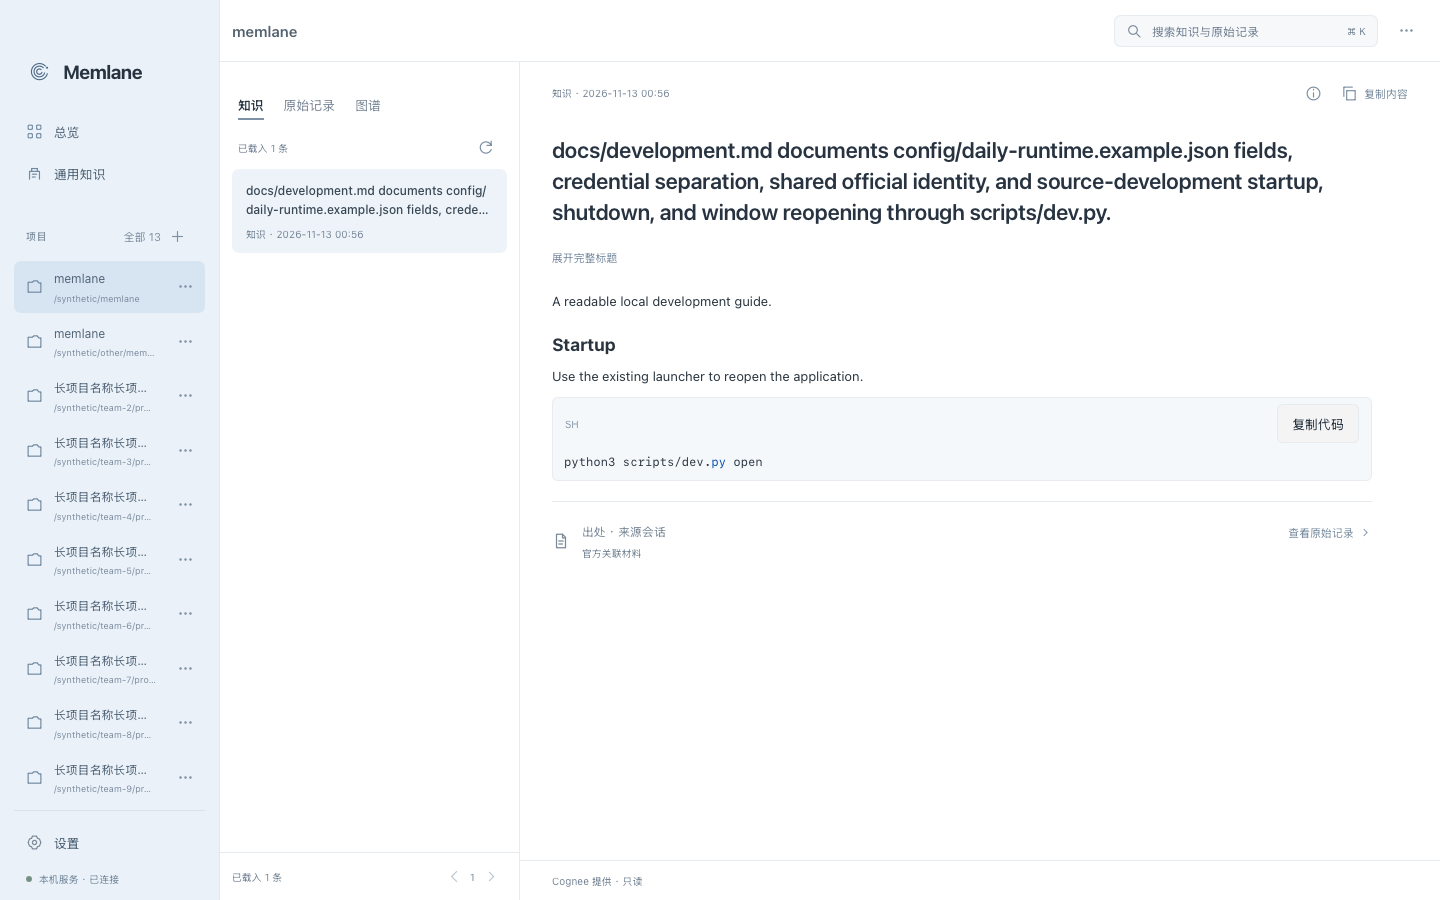 Memlane
总览
通用知识
项目
全部 13
memlane
/synthetic/memlane
memlane
/synthetic/other/mem...
长项目名称长项...
/synthetic/team-2/pr...
长项目名称长项...
/synthetic/team-3/pr...
长项目名称长项...
/synthetic/team-4/pr...
长项目名称长项...
/synthetic/team-5/pr...
长项目名称长项...
/synthetic/team-6/pr...
长项目名称长项...
/synthetic/team-7/pro...
长项目名称长项...
/synthetic/team-8/pr...
长项目名称长项...
/synthetic/team-9/pr...
设置
本机服务 · 已连接
memlane
搜索知识与原始记录
⌘ K
知识
原始记录
图谱
已载入 1 条
docs/development.md documents config/
daily-runtime.example.json fields, crede...
知识 · 2026-11-13 00:56
已载入 1 条
1
知识 · 2026-11-13 00:56
复制内容
docs/development.md documents config/daily-runtime.example.json fields,
credential separation, shared official identity, and source-development startup,
shutdown, and window reopening through scripts/dev.py.
展开完整标题
A readable local development guide.
Startup
Use the existing launcher to reopen the application.
SH
复制代码
python3 scripts/dev.py open
出处 · 来源会话
官方关联材料
查看原始记录
Cognee 提供 · 只读